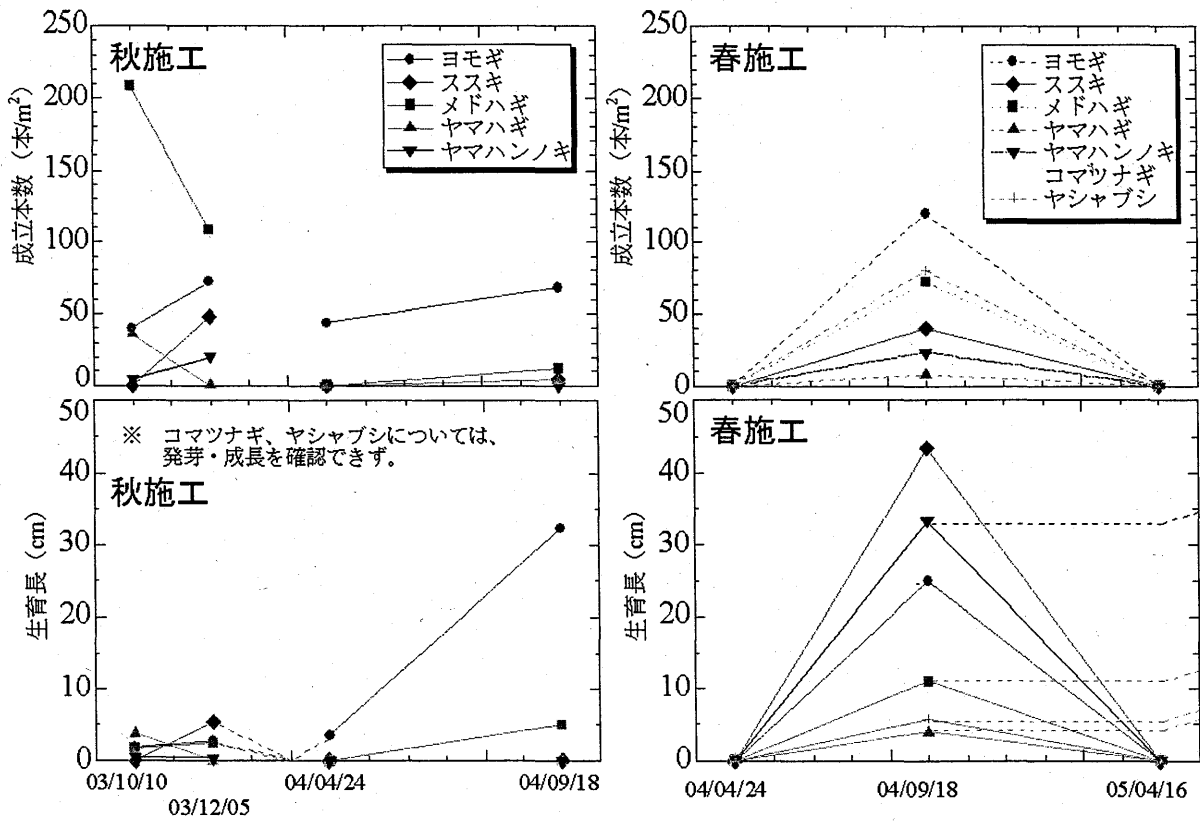 250
200
150
100
50
0
成立本数（本/m²）
秋施工
ヨモギ
ススキ
メドハギ
ヤマハギ
ヤマハンノキ
250
200
150
100
50
0
成立本数（本/m²）
春施工
ヨモギ
ススキ
メドハギ
ヤマハギ
ヤマハンノキ
コマツナギ
ヤシャブシ
50
40
30
20
10
0
生育長（cm）
※ コマツナギ、ヤシャブシについては、
発芽・成長を確認できず。
秋施工
03/10/10
03/12/05
04/04/24
04/09/18
50
40
30
20
10
0
生育長（cm）
春施工
04/04/24
04/09/18
05/04/16